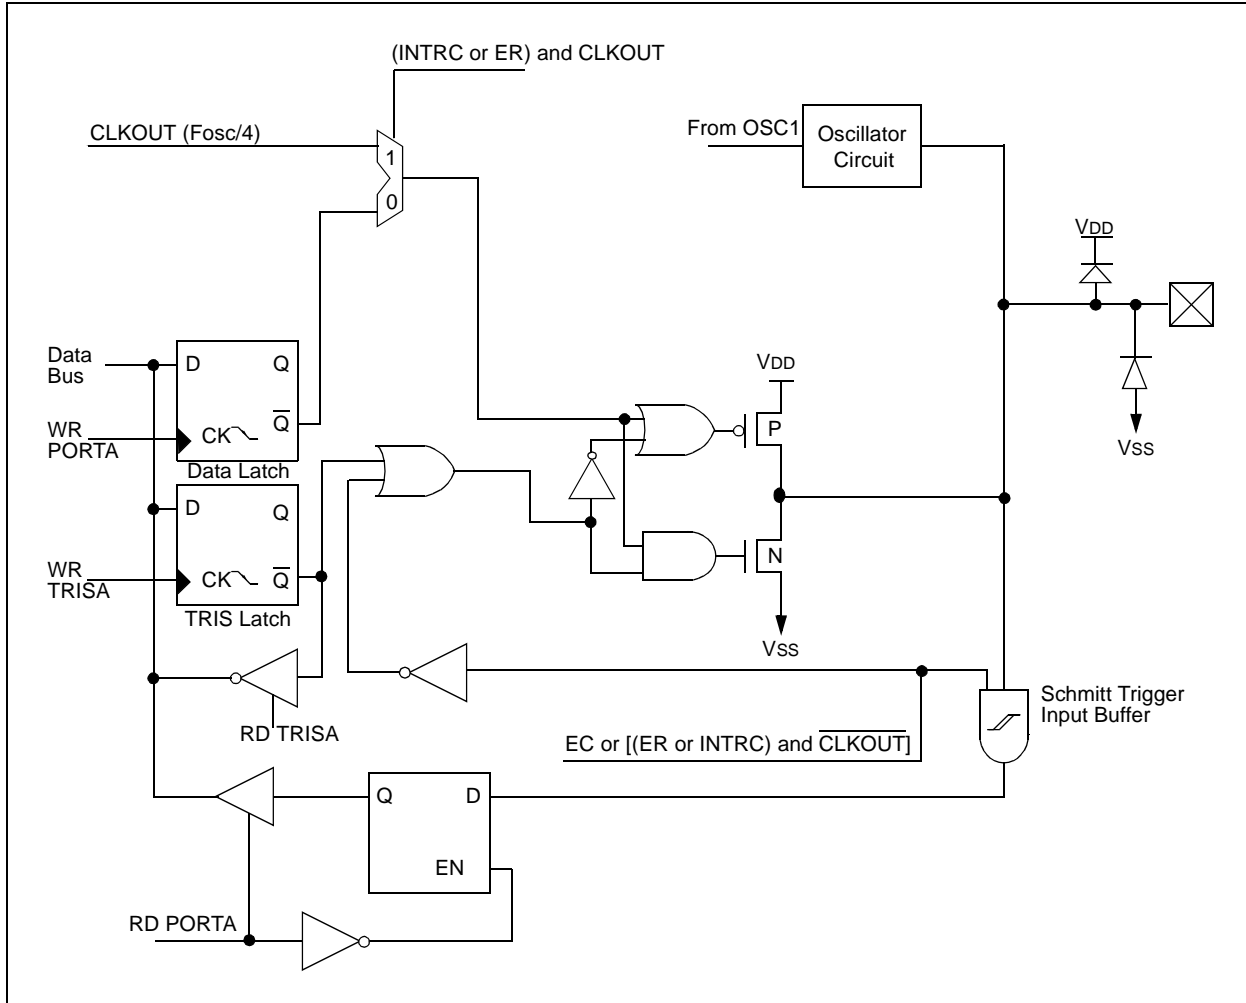 (INTRC or ER) and CLKOUT
CLKOUT (Fosc/4)
1
0
From OSC1
Oscillator
Circuit
VDD
VSS
Data
Bus
D
Q
Q̅
CK
WR
PORTA
Data Latch
D
Q
Q̅
CK
WR
TRISA
TRIS Latch
VDD
P
N
VSS
RD TRISA
Schmitt Trigger
Input Buffer
EC or [(ER or INTRC) and C̅L̅K̅O̅U̅T̅]
Q
D
EN
RD PORTA